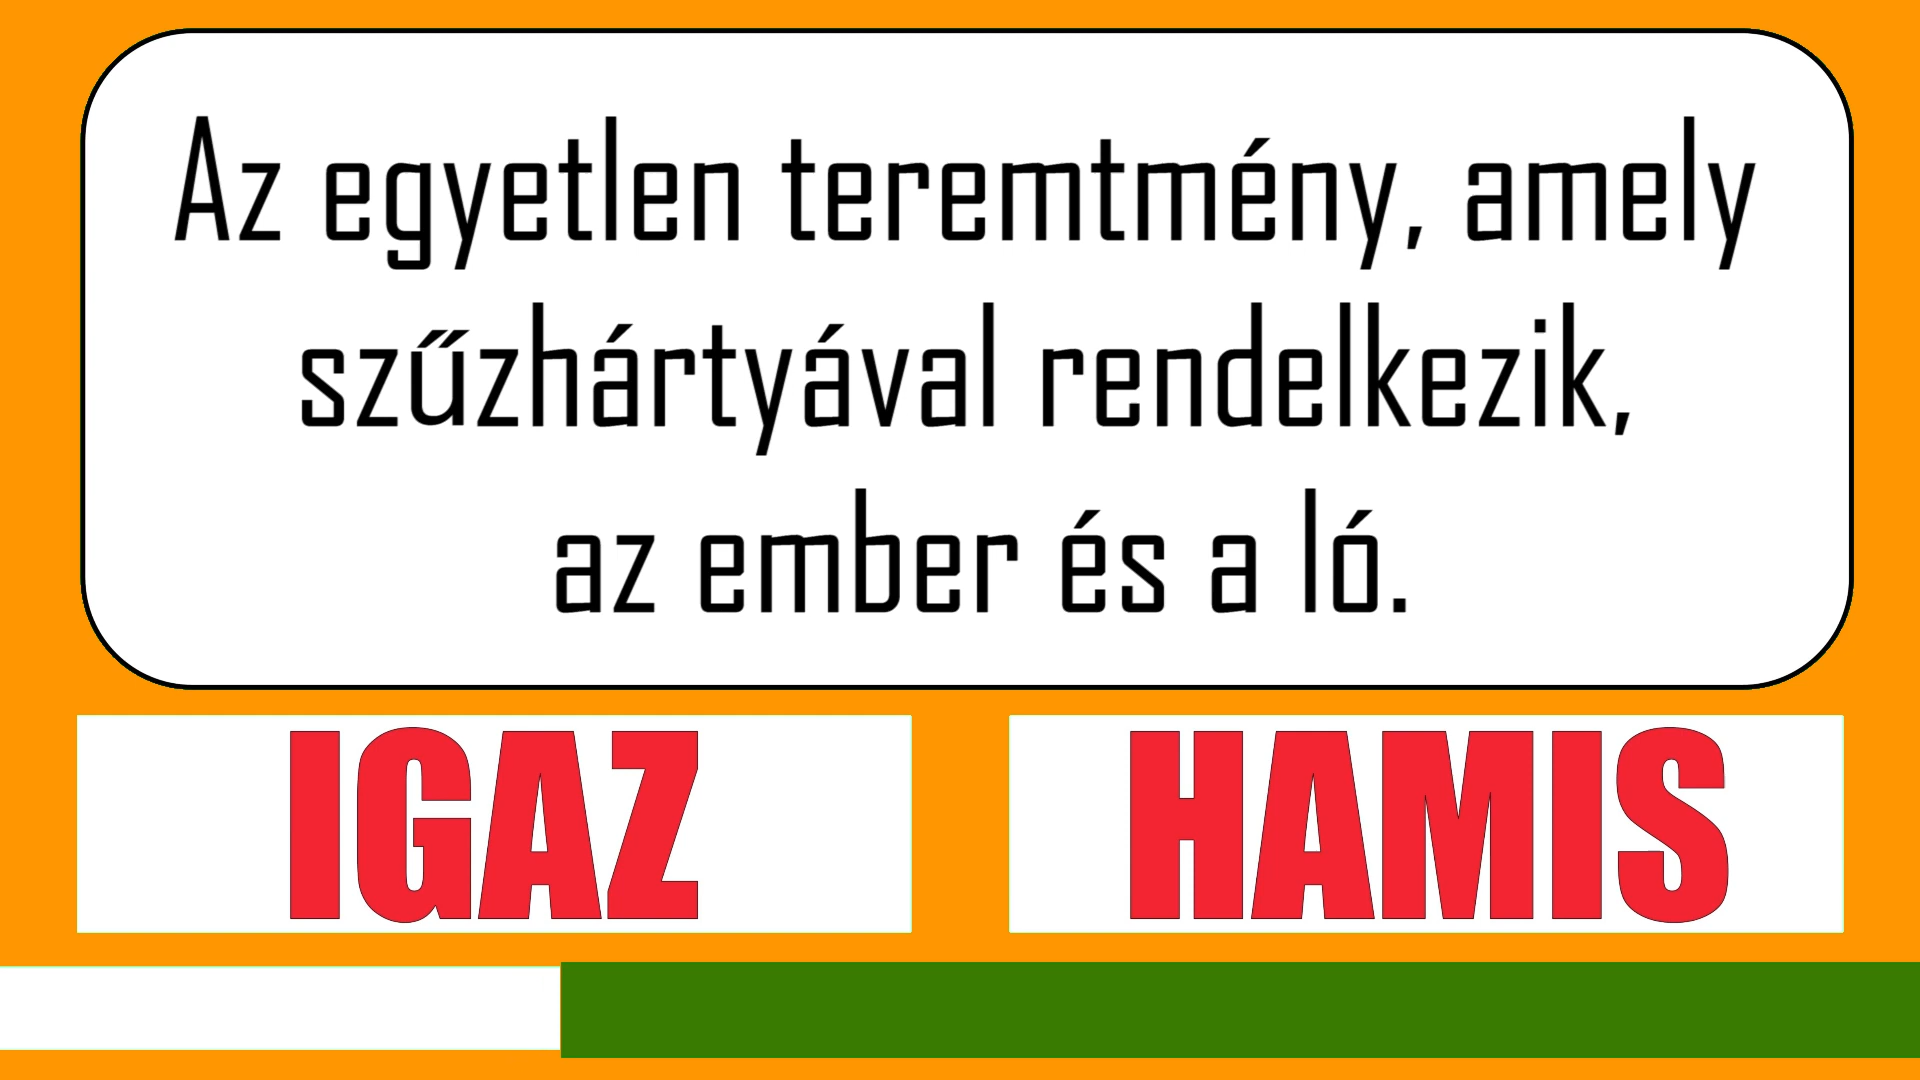 Az egyetlen teremtmény, amely
szűzhártyával rendelkezik,
az ember és a ló.
IGAZ
HAMIS